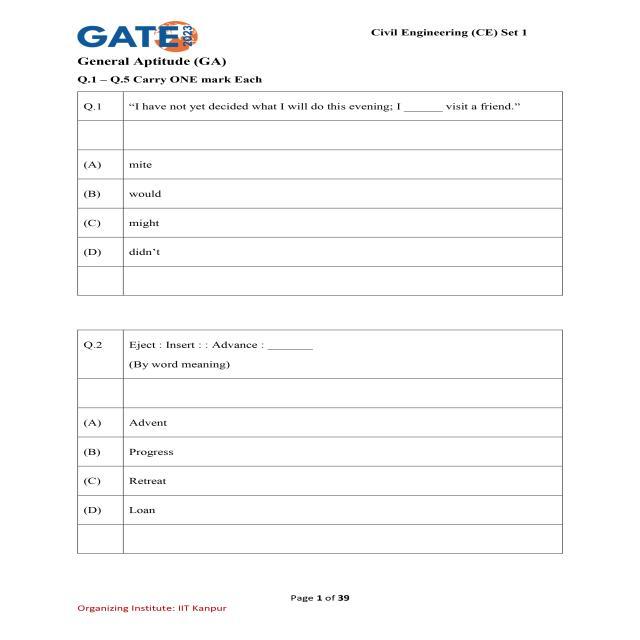 GATE 2023
Civil Engineering (CE) Set 1
General Aptitude (GA)
Q.1 – Q.5 Carry ONE mark Each
Q.1 “I have not yet decided what I will do this evening; I ______ visit a friend.”
(A) mite
(B) would
(C) might
(D) didn’t
Q.2 Eject : Insert : : Advance : _______
(By word meaning)
(A) Advent
(B) Progress
(C) Retreat
(D) Loan
Page 1 of 39
Organizing Institute: IIT Kanpur